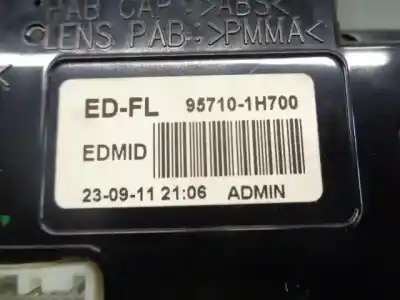 PAB CAP :>ABS<
LENS PAB :>PMMA<
ED-FL 95710-1H700
EDMID
23-09-11 21:06 ADMIN